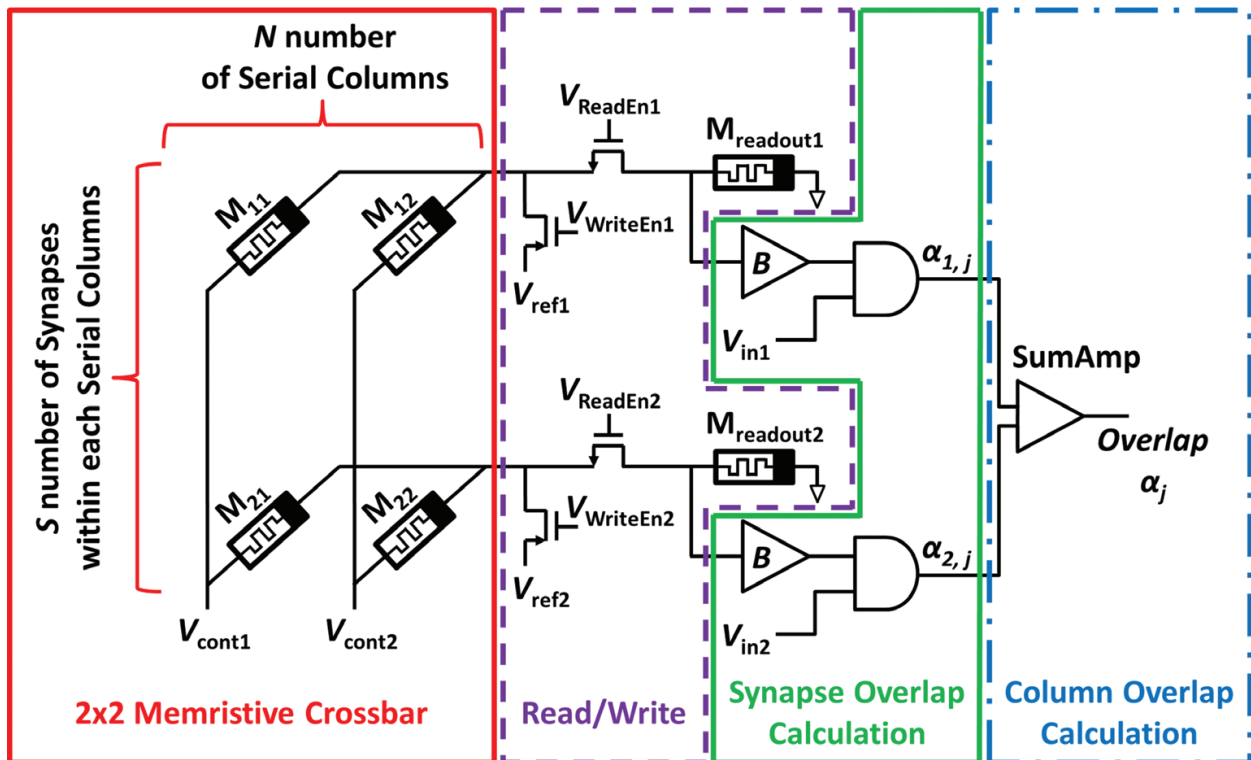 N number
of Serial Columns
S number of Synapses
within each Serial Columns
M11
M12
M21
M22
Vcont1
Vcont2
2x2 Memristive Crossbar
VReadEn1
Mreadout1
VWriteEn1
Vref1
VReadEn2
Mreadout2
VWriteEn2
Vref2
Read/Write
B
Vin1
α1, j
B
Vin2
α2, j
Synapse Overlap
Calculation
SumAmp
Overlap
αj
Column Overlap
Calculation